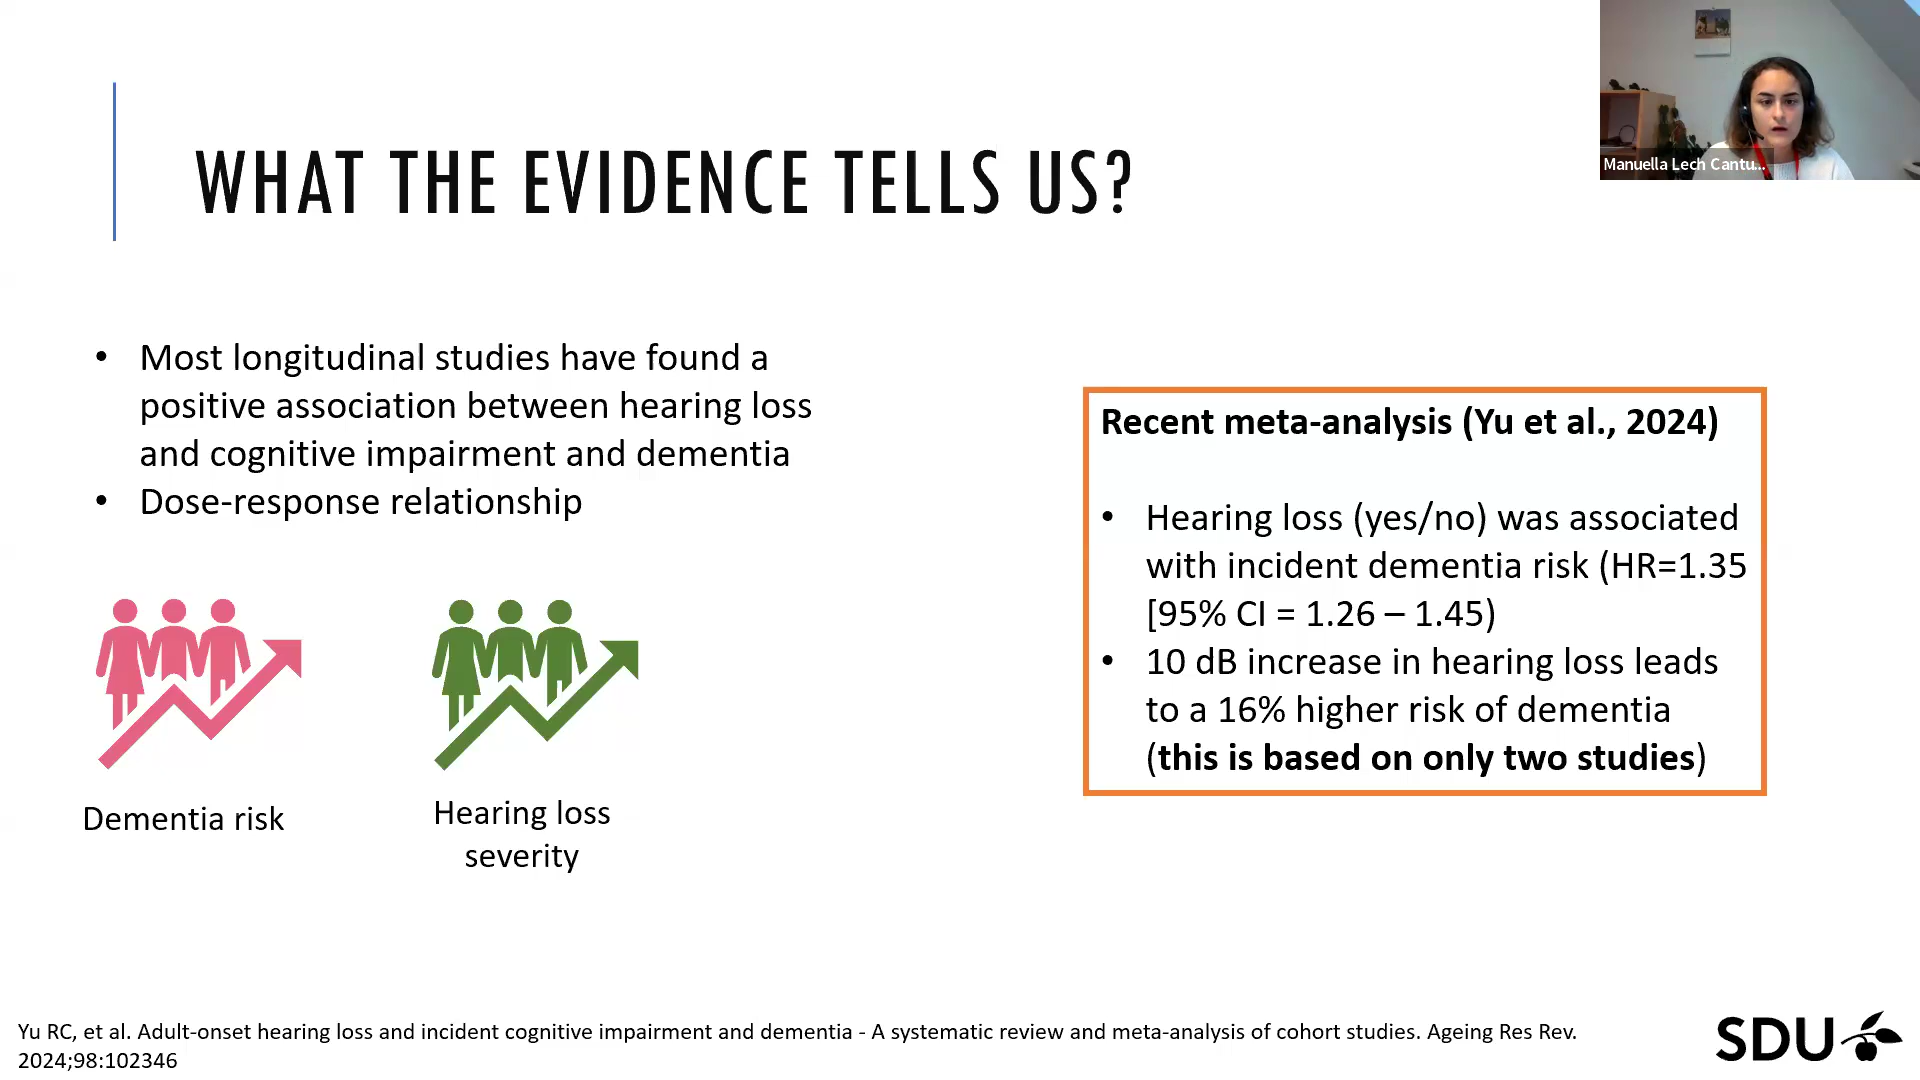 WHAT THE EVIDENCE TELLS US?
Manuella Lech Cantu...
• Most longitudinal studies have found a
positive association between hearing loss
and cognitive impairment and dementia
• Dose-response relationship
Dementia risk
Hearing loss
severity
Recent meta-analysis (Yu et al., 2024)
• Hearing loss (yes/no) was associated
with incident dementia risk (HR=1.35
[95% CI = 1.26 – 1.45)
• 10 dB increase in hearing loss leads
to a 16% higher risk of dementia
(this is based on only two studies)
Yu RC, et al. Adult-onset hearing loss and incident cognitive impairment and dementia - A systematic review and meta-analysis of cohort studies. Ageing Res Rev.
2024;98:102346
SDU